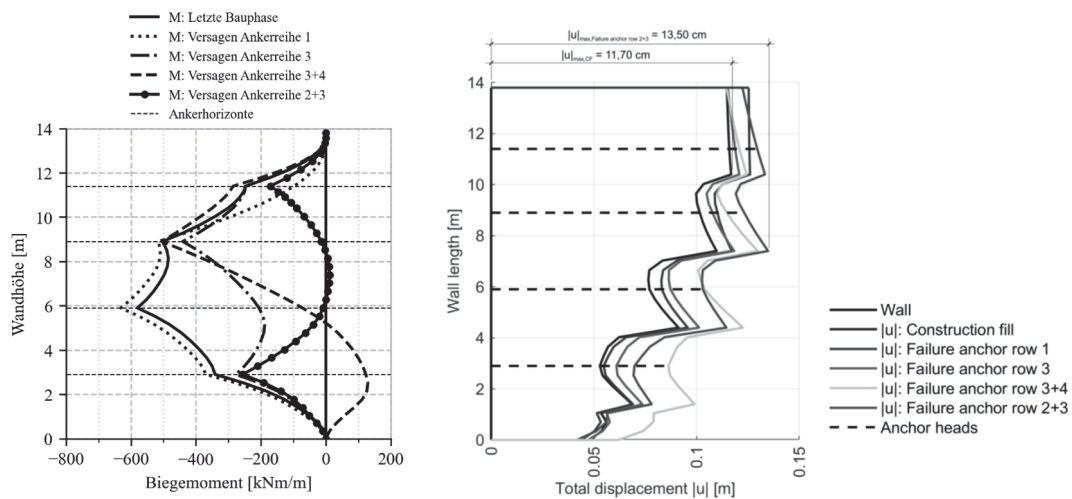 M: Letzte Bauphase
M: Versagen Ankerreihe 1
M: Versagen Ankerreihe 3
M: Versagen Ankerreihe 3+4
M: Versagen Ankerreihe 2+3
Ankerhorizonte
14
12
10
8
6
4
2
0
Wandhöhe [m]
−800 −600 −400 −200 0 200
Biegemoment [kNm/m]
|u|max,Failure anchor row 2+3 = 13,50 cm
|u|max,CF = 11,70 cm
14
12
10
8
6
4
2
0
Wall length [m]
0 0.05 0.1 0.15
Total displacement |u| [m]
Wall
|u|: Construction fill
|u|: Failure anchor row 1
|u|: Failure anchor row 3
|u|: Failure anchor row 3+4
|u|: Failure anchor row 2+3
Anchor heads